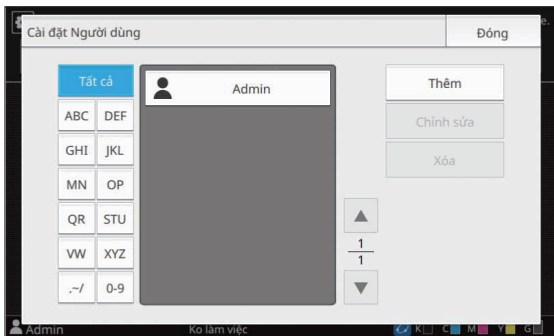 Cài đặt Người dùng
Đóng
Tất cả
ABC DEF
GHI JKL
MN OP
QR STU
VW XYZ
.~/ 0-9
Admin
Thêm
Chỉnh sửa
Xóa
1
1
e.
Admin
Ko làm việc
K C M Y G